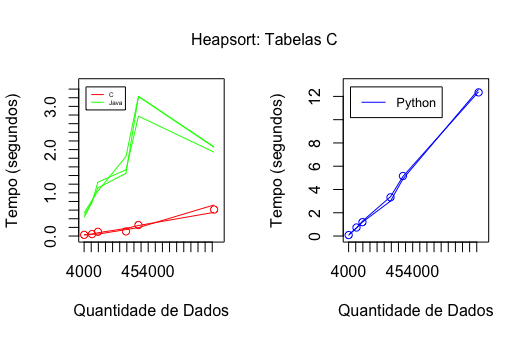 Heapsort: Tabelas C
Tempo (segundos)
0.0 1.0 2.0 3.0
C
Java
4000 454000
Quantidade de Dados
Tempo (segundos)
0 2 4 6 8 12
Python
4000 454000
Quantidade de Dados